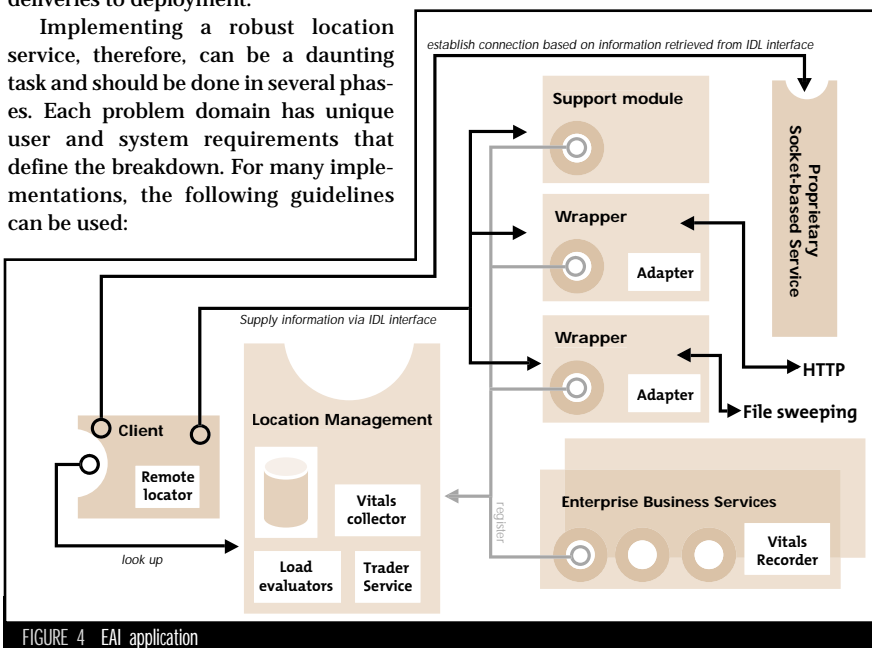 deliveries to deployment.
Implementing a robust location
service, therefore, can be a daunting
task and should be done in several phas-
es. Each problem domain has unique
user and system requirements that
define the breakdown. For many imple-
mentations, the following guidelines
can be used:
establish connection based on information retrieved from IDL interface
Support module
Proprietary
Socket-based Service
Wrapper
Adapter
Supply information via IDL interface
Wrapper
Adapter
HTTP
File sweeping
Client
Remote
locator
look up
Location Management
Vitals
collector
Load
evaluators
Trader
Service
register
Enterprise Business Services
Vitals
Recorder
FIGURE 4 EAI application